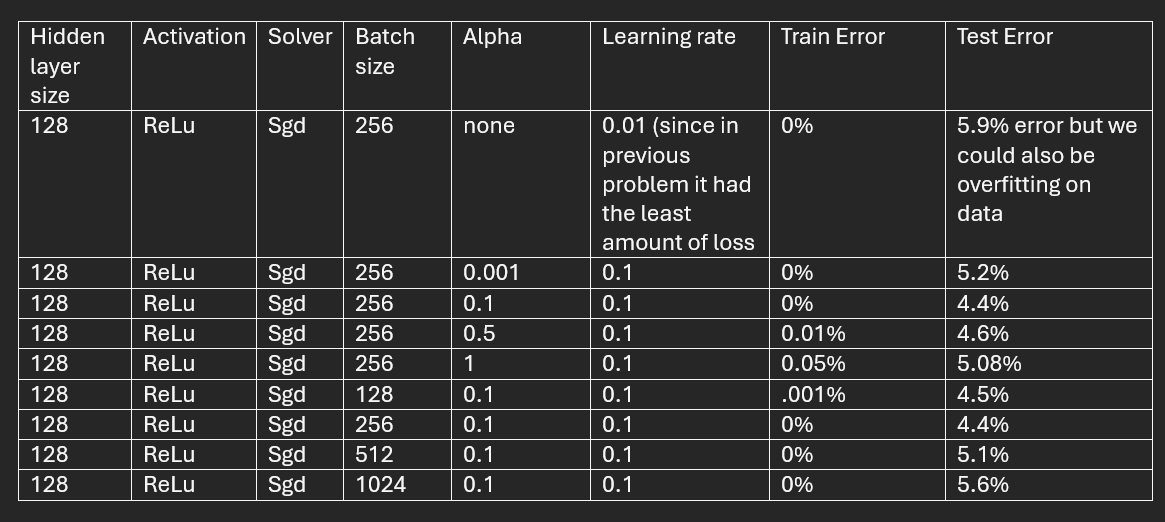 Hidden layer size Activation Solver Batch size Alpha Learning rate Train Error Test Error
128 ReLu Sgd 256 none 0.01 (since in previous problem it had the least amount of loss 0% 5.9% error but we could also be overfitting on data
128 ReLu Sgd 256 0.001 0.1 0% 5.2%
128 ReLu Sgd 256 0.1 0.1 0% 4.4%
128 ReLu Sgd 256 0.5 0.1 0.01% 4.6%
128 ReLu Sgd 256 1 0.1 0.05% 5.08%
128 ReLu Sgd 128 0.1 0.1 .001% 4.5%
128 ReLu Sgd 256 0.1 0.1 0% 4.4%
128 ReLu Sgd 512 0.1 0.1 0% 5.1%
128 ReLu Sgd 1024 0.1 0.1 0% 5.6%